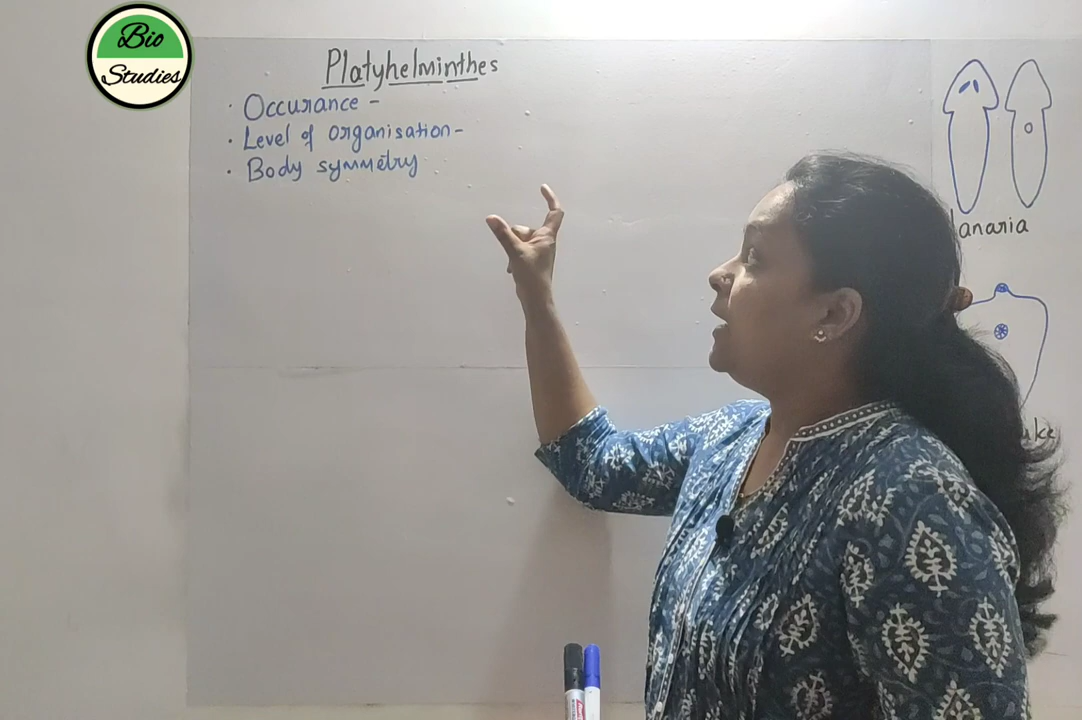 Bio
Studies
Platyhelminthes
· Occurance -
· Level of organisation -
· Body symmetry
lanaria
uke